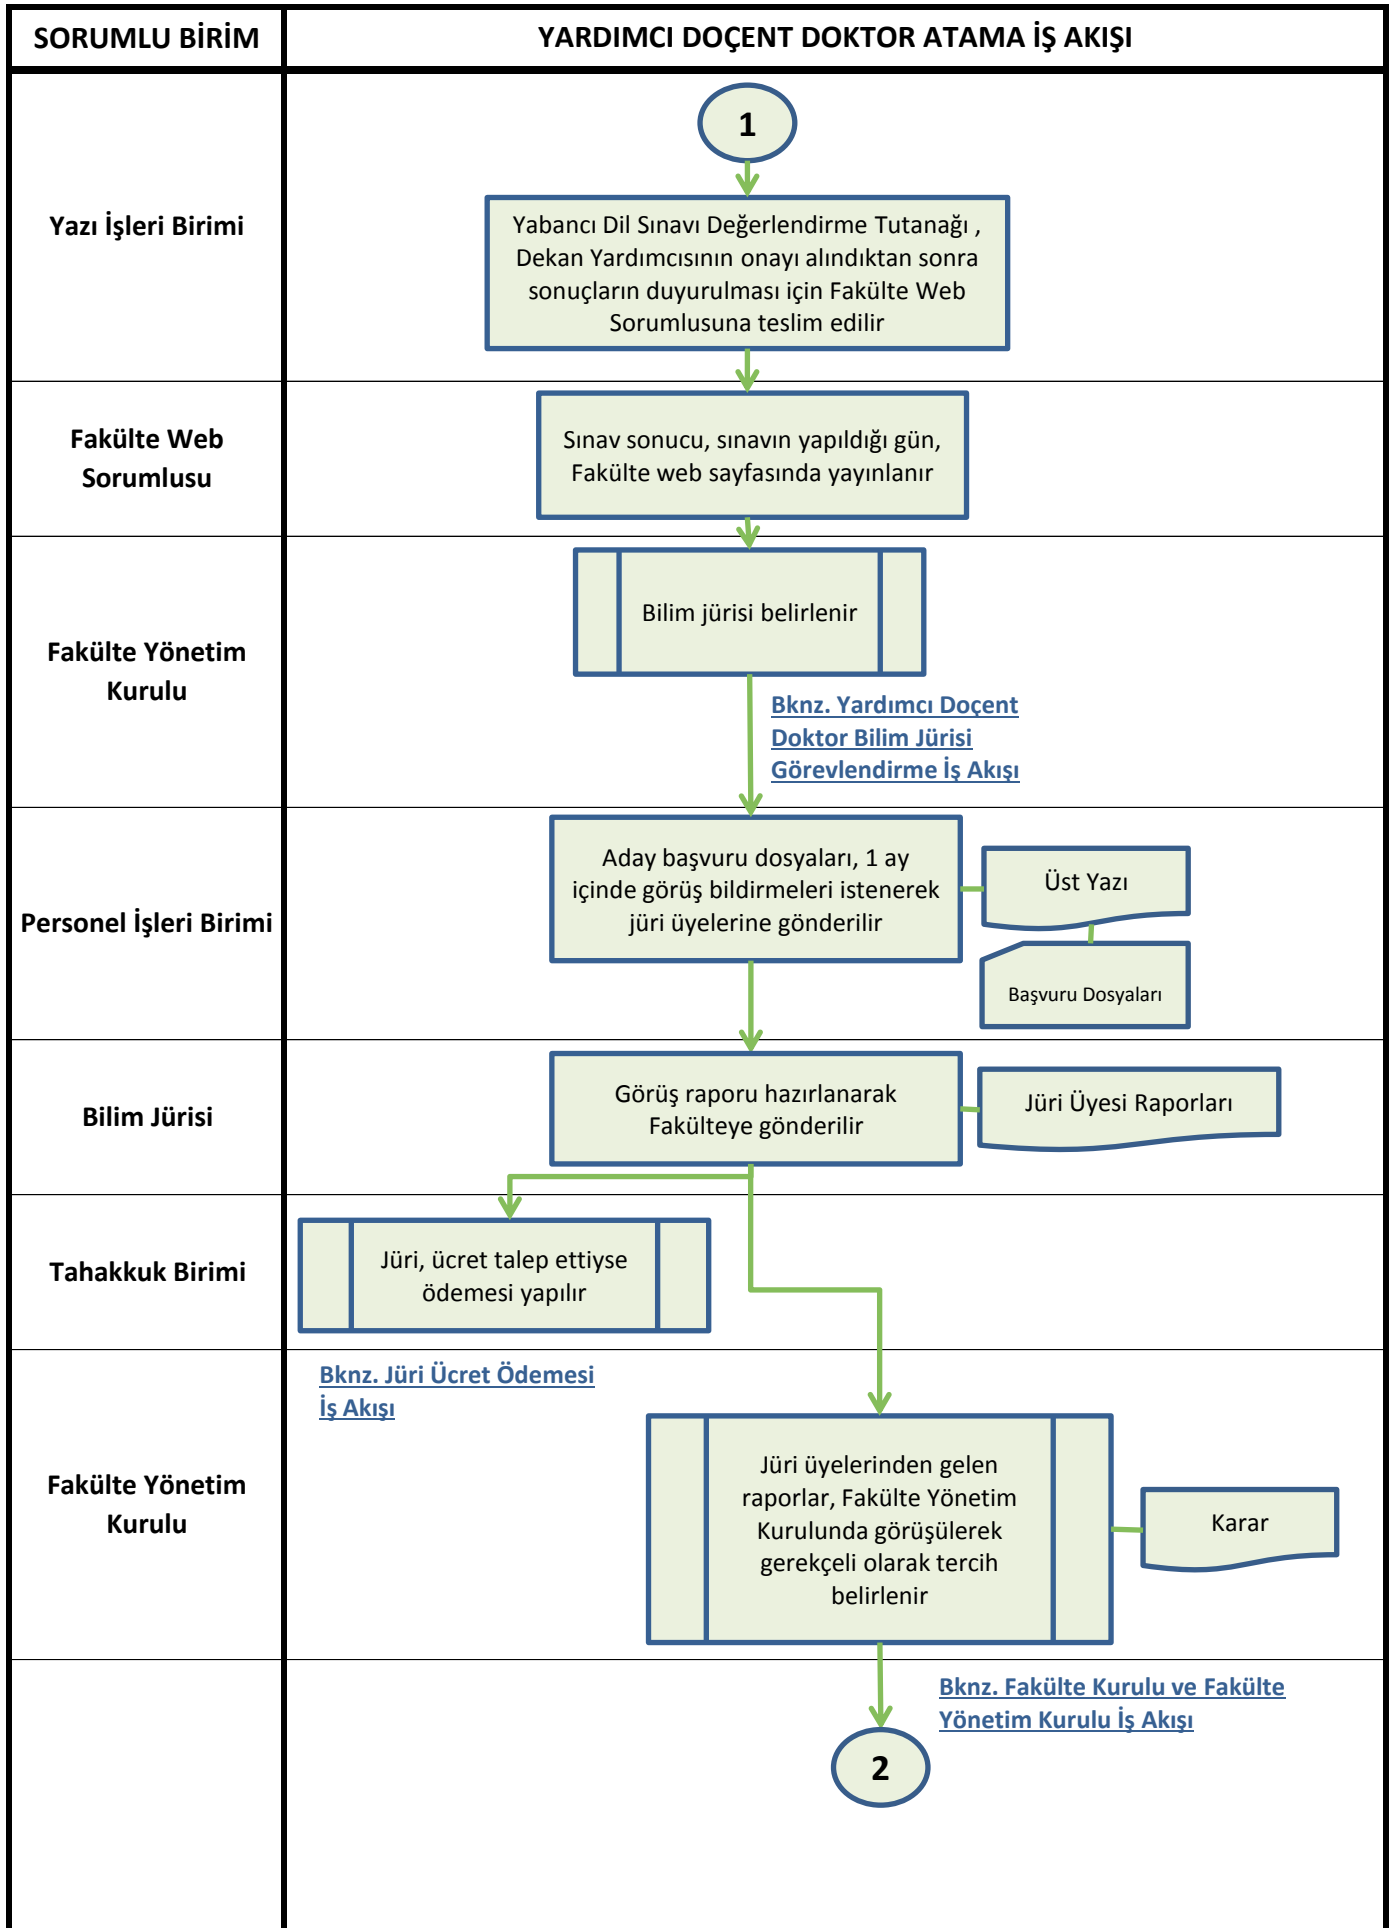 SORUMLU BİRİM
YARDIMCI DOÇENT DOKTOR ATAMA İŞ AKIŞI
1
Yazı İşleri Birimi
Yabancı Dil Sınavı Değerlendirme Tutanağı ,
Dekan Yardımcısının onayı alındıktan sonra
sonuçların duyurulması için Fakülte Web
Sorumlusuna teslim edilir
Fakülte Web
Sorumlusu
Sınav sonucu, sınavın yapıldığı gün,
Fakülte web sayfasında yayınlanır
Fakülte Yönetim
Kurulu
Bilim jürisi belirlenir
Bknz. Yardımcı Doçent
Doktor Bilim Jürisi
Görevlendirme İş Akışı
Personel İşleri Birimi
Aday başvuru dosyaları, 1 ay
içinde görüş bildirmeleri istenerek
jüri üyelerine gönderilir
Üst Yazı
Başvuru Dosyaları
Bilim Jürisi
Görüş raporu hazırlanarak
Fakülteye gönderilir
Jüri Üyesi Raporları
Tahakkuk Birimi
Jüri, ücret talep ettiyse
ödemesi yapılır
Bknz. Jüri Ücret Ödemesi
İş Akışı
Fakülte Yönetim
Kurulu
Jüri üyelerinden gelen
raporlar, Fakülte Yönetim
Kurulunda görüşülerek
gerekçeli olarak tercih
belirlenir
Karar
Bknz. Fakülte Kurulu ve Fakülte
Yönetim Kurulu İş Akışı
2